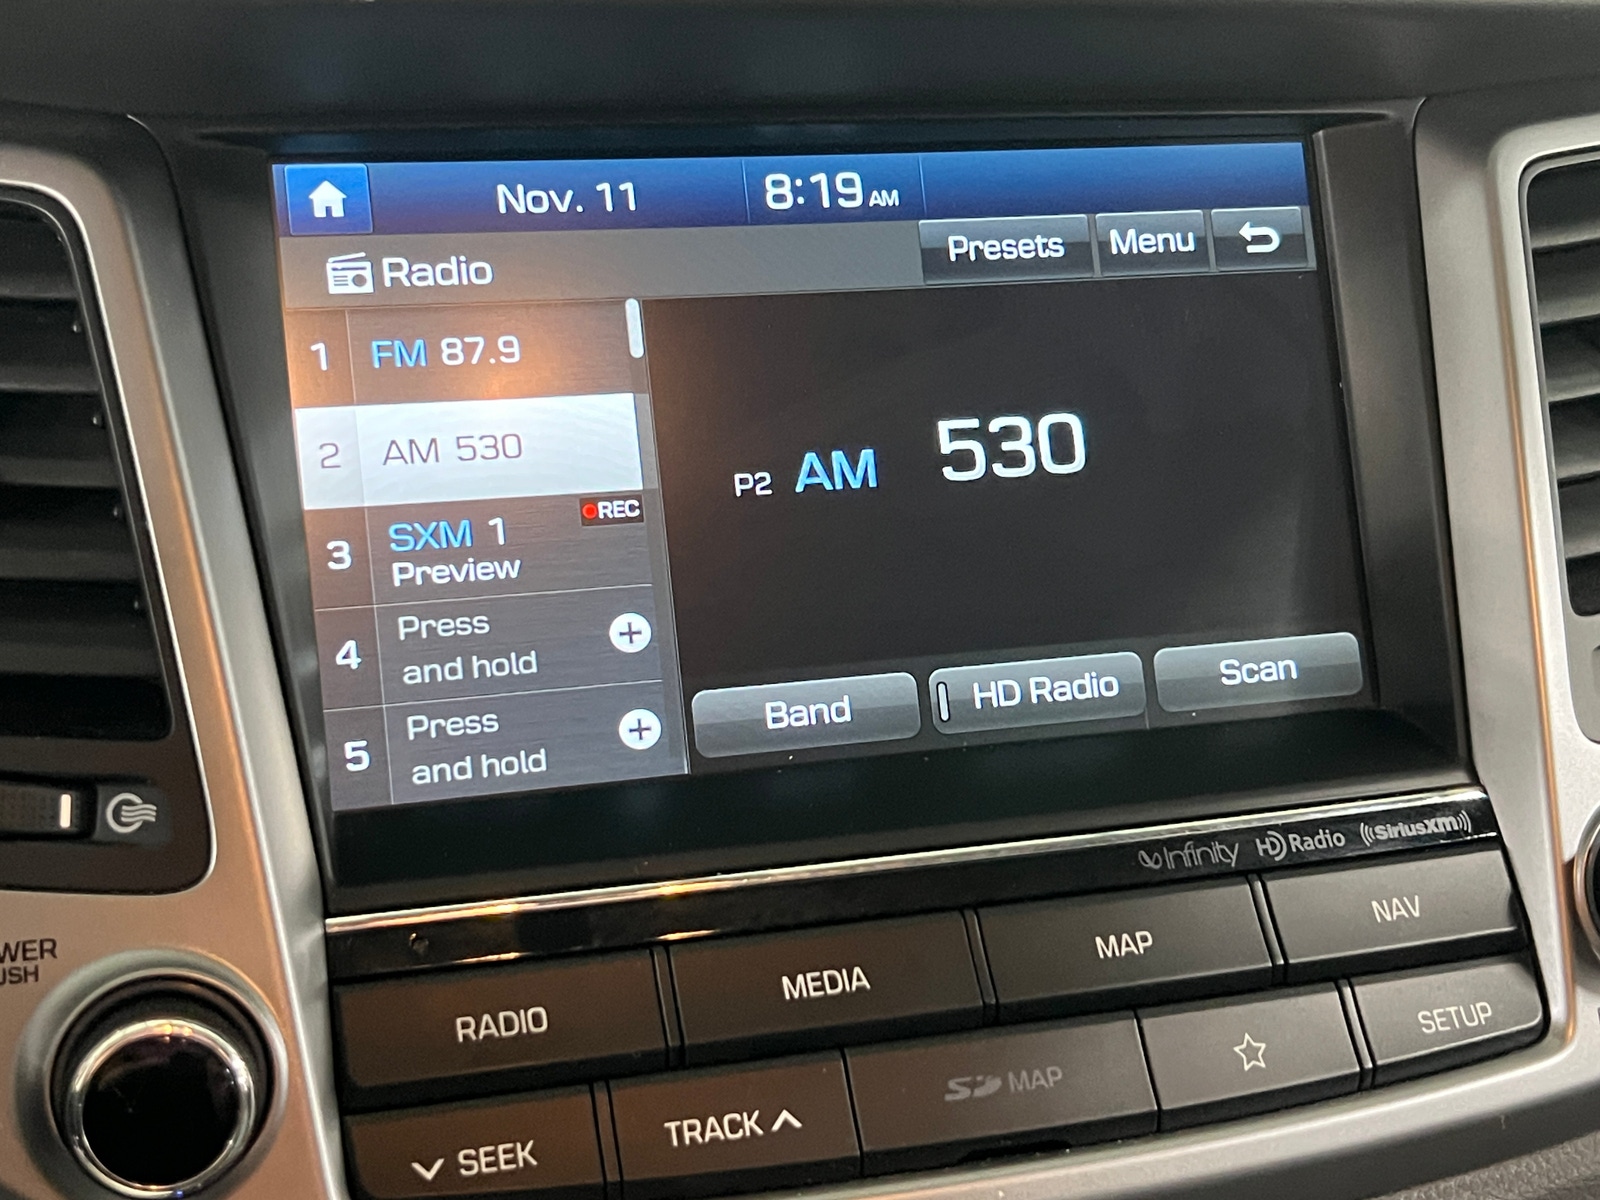 Nov. 11
8:19 AM
Radio
Presets
Menu
1 FM 87.9
2 AM 530
3 SXM 1
REC
Preview
4 Press
and hold
5 Press
and hold
P2 AM 530
Band
HD Radio
Scan
Infinity
HD Radio
SiriusXM
RADIO
MEDIA
MAP
NAV
SEEK
TRACK
SD MAP
SETUP